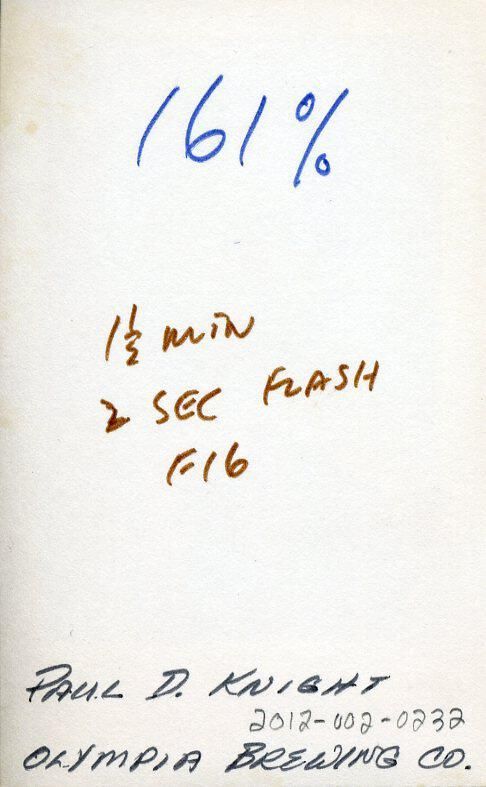 161%
1½ MIN
2 SEC FLASH
F16
PAUL D. KNIGHT
2012-002-0232
OLYMPIA BREWING CO.